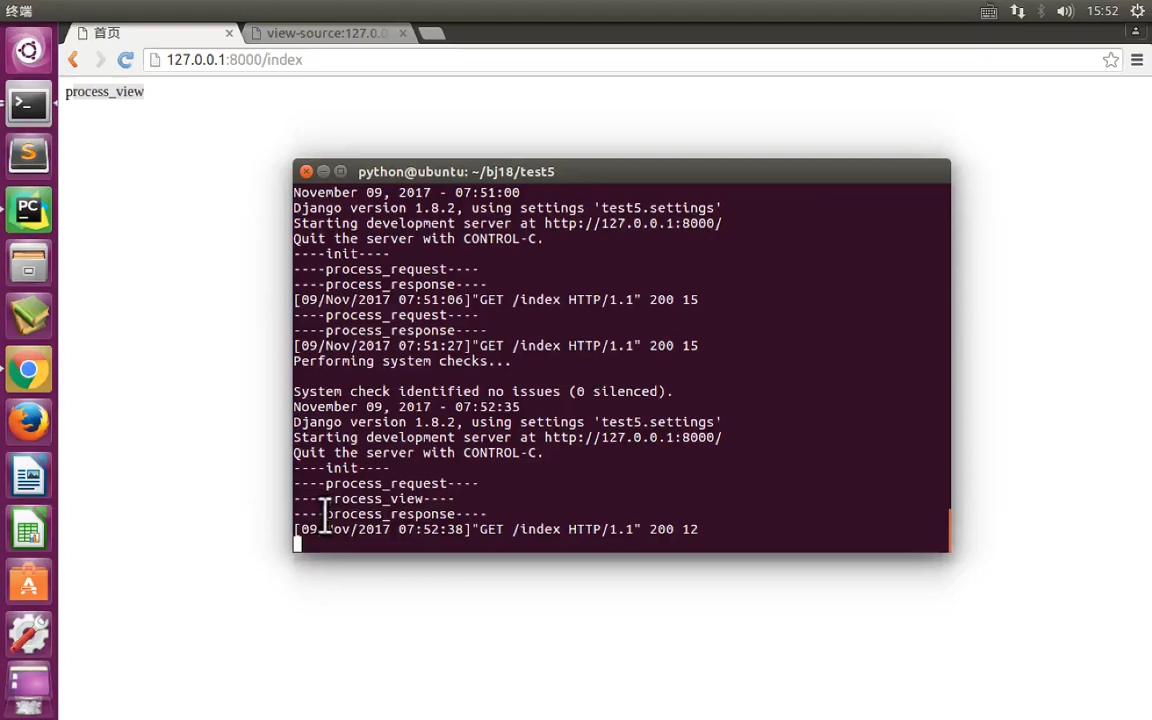 终端
15:52
首页
view-source:127.0.0
127.0.0.1:8000/index
process_view
python@ubuntu: ~/bj18/test5
November 09, 2017 - 07:51:00
Django version 1.8.2, using settings 'test5.settings'
Starting development server at http://127.0.0.1:8000/
Quit the server with CONTROL-C.
----init----
----process_request----
----process_response----
[09/Nov/2017 07:51:06]"GET /index HTTP/1.1" 200 15
----process_request----
----process_response----
[09/Nov/2017 07:51:27]"GET /index HTTP/1.1" 200 15
Performing system checks...
System check identified no issues (0 silenced).
November 09, 2017 - 07:52:35
Django version 1.8.2, using settings 'test5.settings'
Starting development server at http://127.0.0.1:8000/
Quit the server with CONTROL-C.
----init----
----process_request----
----process_view----
----process_response----
[09/Nov/2017 07:52:38]"GET /index HTTP/1.1" 200 12